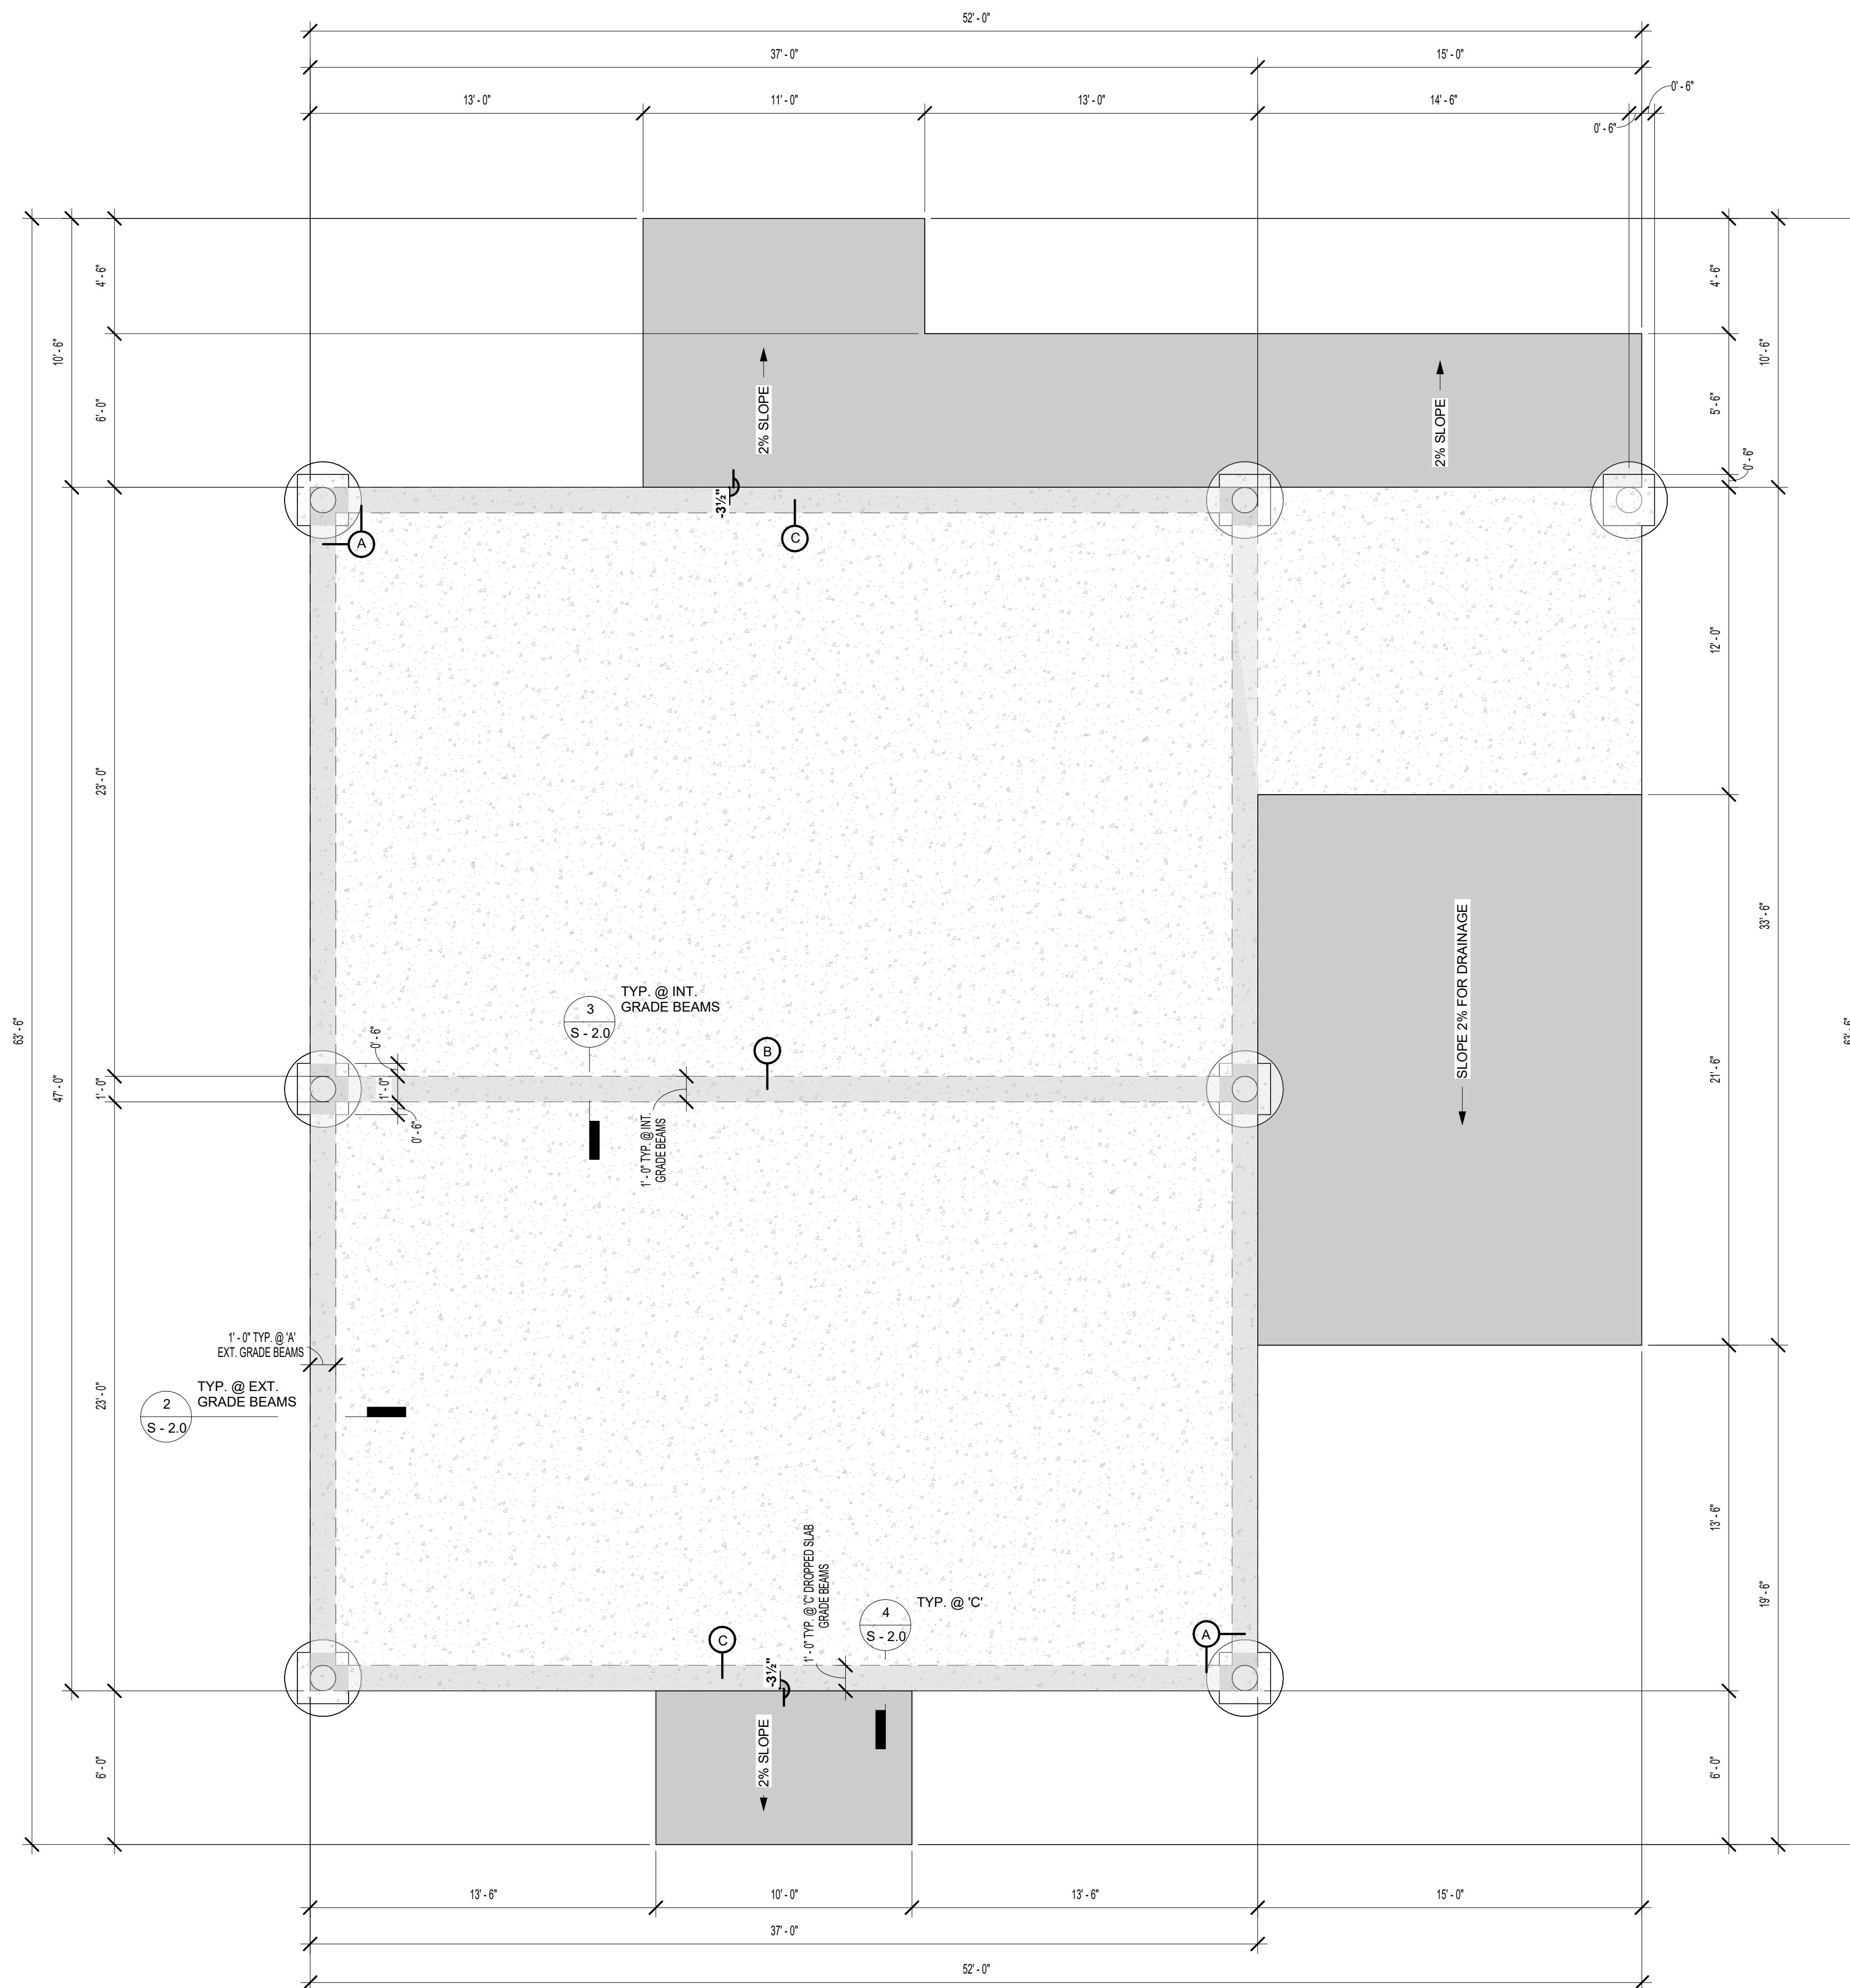 52' - 0"
37' - 0"
15' - 0"
13' - 0"
11' - 0"
13' - 0"
14' - 6"
0' - 6"
0' - 6"
4' - 6"
4' - 6"
10' - 6"
10' - 6"
6' - 0"
5' - 6"
2% SLOPE
2% SLOPE
0' - 6"
-3½"
A
C
12' - 0"
23' - 0"
33' - 6"
SLOPE 2% FOR DRAINAGE
3
S - 2.0
TYP. @ INT.
GRADE BEAMS
63' - 6"
63' - 6"
0' - 6"
B
47' - 0"
1' - 0"
1' - 0"
21' - 6"
0' - 6"
1' - 0" TYP. @ INT.
GRADE BEAMS
1' - 0" TYP. @ 'A'
EXT. GRADE BEAMS
2
S - 2.0
TYP. @ EXT.
GRADE BEAMS
23' - 0"
13' - 6"
1' - 0" TYP. @ 'C' DROPPED SLAB
GRADE BEAMS
4
S - 2.0
TYP. @ 'C'
19' - 6"
C
A
-3½"
2% SLOPE
6' - 0"
6' - 0"
13' - 6"
10' - 0"
13' - 6"
15' - 0"
37' - 0"
52' - 0"